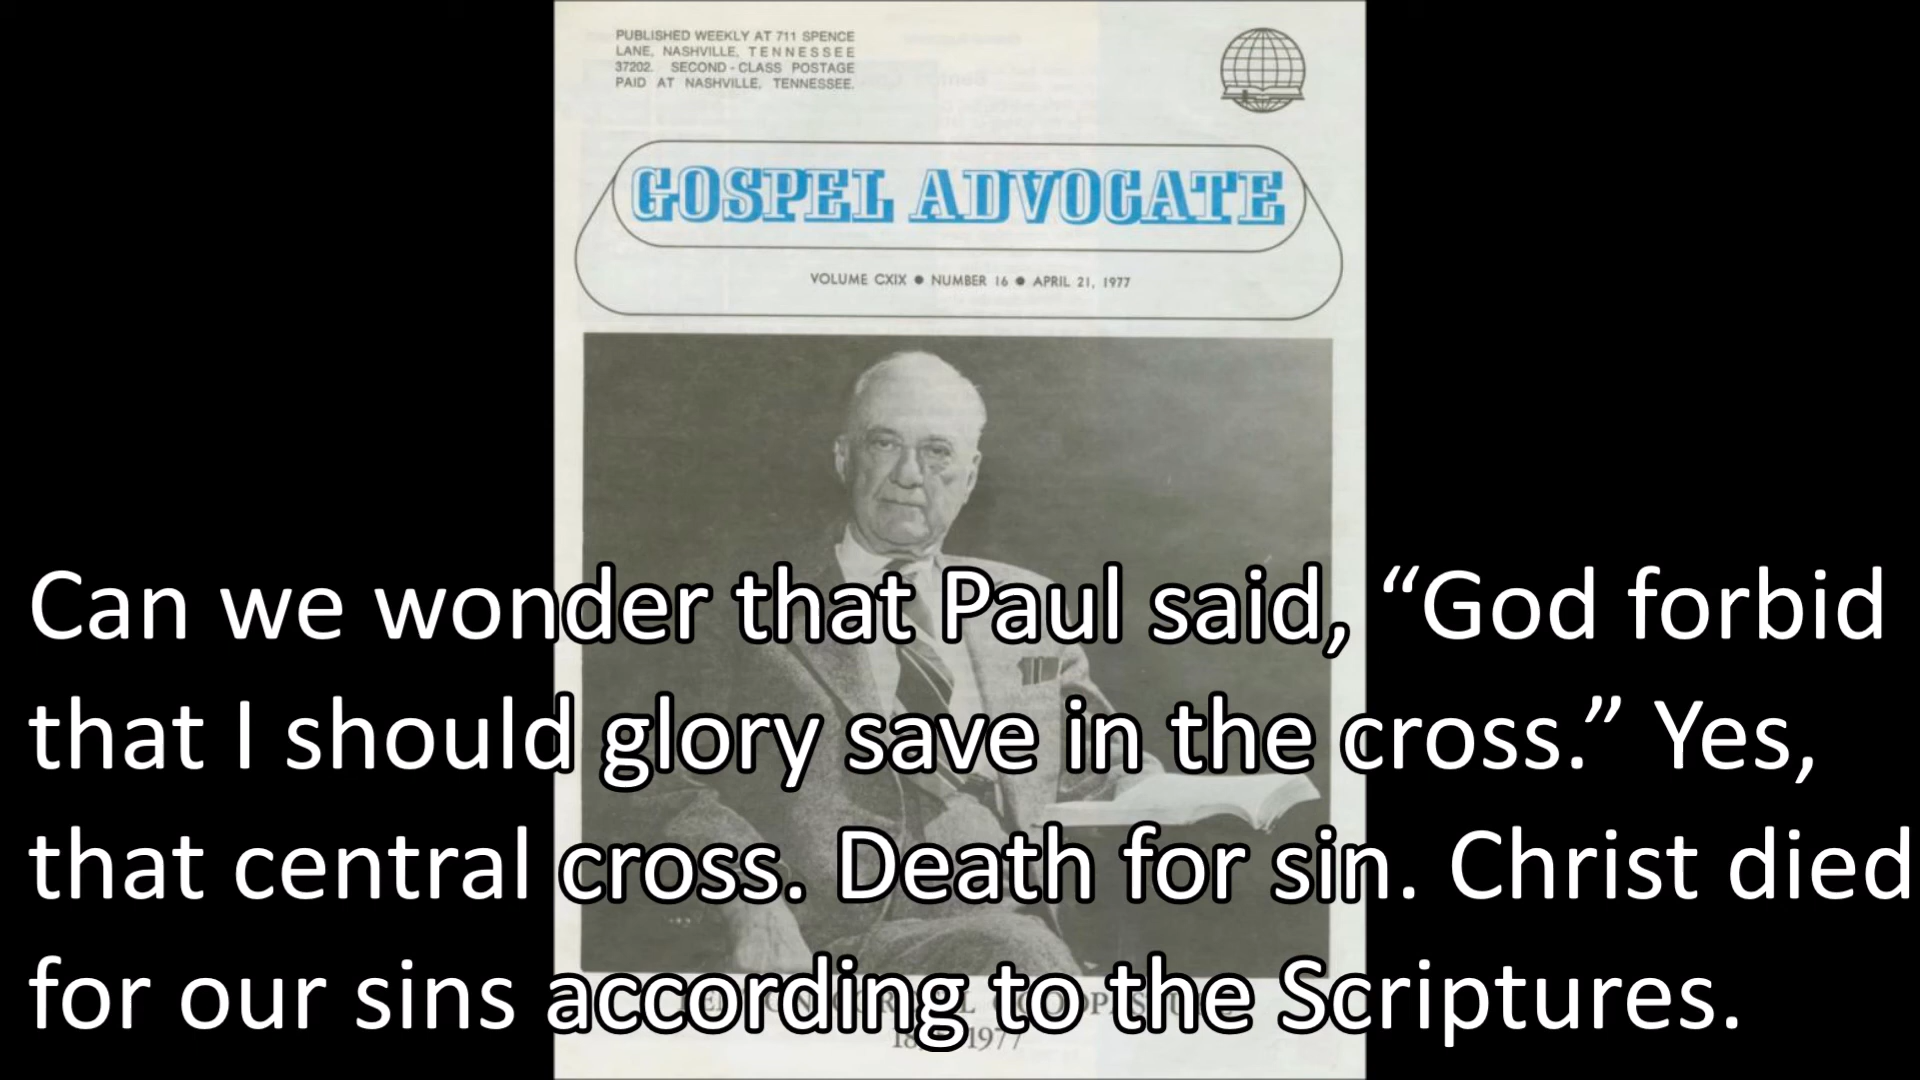 PUBLISHED WEEKLY AT 711 SPENCE
LANE, NASHVILLE, TENNESSEE
37202. SECOND-CLASS POSTAGE
PAID AT NASHVILLE, TENNESSEE.
GOSPEL ADVOCATE
VOLUME CXIX ● NUMBER 16 ● APRIL 21, 1977
Can we wonder that Paul said, “God forbid
that I should glory save in the cross.” Yes,
that central cross. Death for sin. Christ died
for our sins according to the Scriptures.
1977